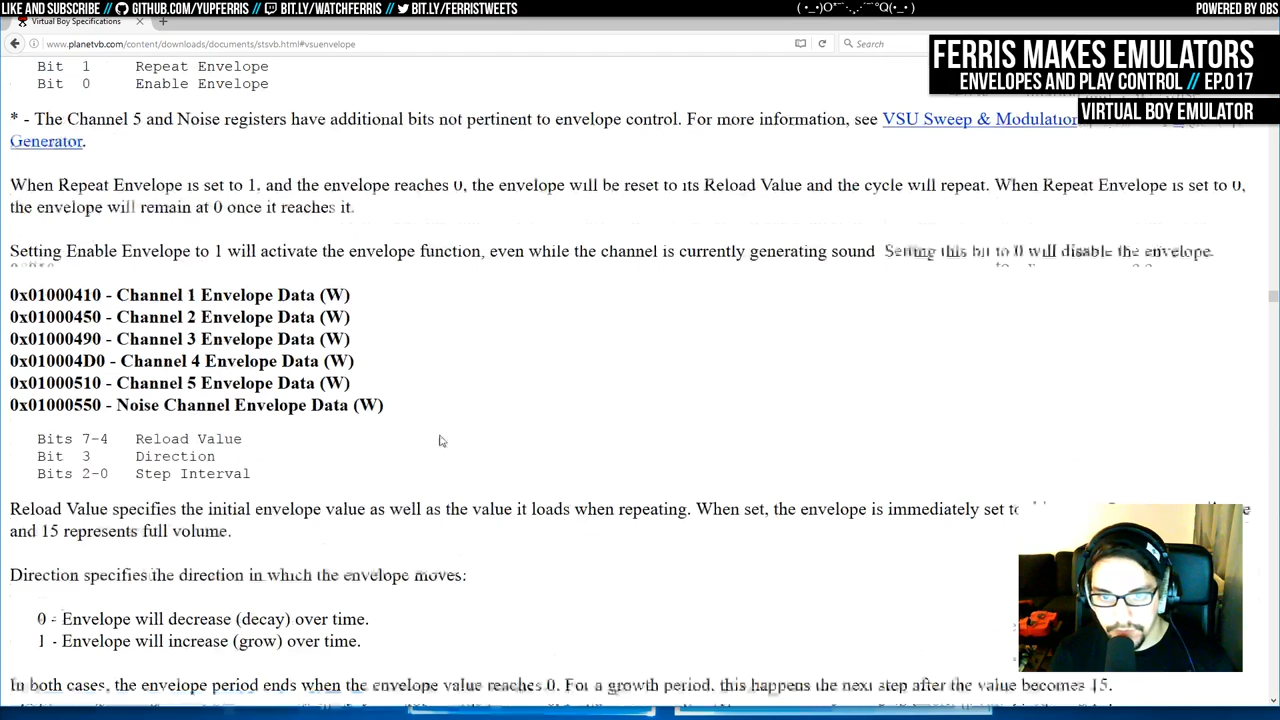 LIKE AND SUBSCRIBE // GITHUB.COM/YUPFERRIS // BIT.LY/WATCHFERRIS // BIT.LY/FERRISTWEETS
POWERED BY OBS
Virtual Boy Specifications
www.planetvb.com/content/downloads/documents/stsvb.html#vsuenvelope
Search
FERRIS MAKES EMULATORS
ENVELOPES AND PLAY CONTROL // EP.017
VIRTUAL BOY EMULATOR
Bit 1 Repeat Envelope
Bit 0 Enable Envelope
* - The Channel 5 and Noise registers have additional bits not pertinent to envelope control. For more information, see VSU Sweep & Modulation
Generator.
When Repeat Envelope is set to 1, and the envelope reaches 0, the envelope will be reset to its Reload Value and the cycle will repeat. When Repeat Envelope is set to 0,
the envelope will remain at 0 once it reaches it.
Setting Enable Envelope to 1 will activate the envelope function, even while the channel is currently generating sound Setting this bit to 0 will disable the envelope
0x01000410 - Channel 1 Envelope Data (W)
0x01000450 - Channel 2 Envelope Data (W)
0x01000490 - Channel 3 Envelope Data (W)
0x010004D0 - Channel 4 Envelope Data (W)
0x01000510 - Channel 5 Envelope Data (W)
0x01000550 - Noise Channel Envelope Data (W)
Bits 7-4 Reload Value
Bit 3 Direction
Bits 2-0 Step Interval
Reload Value specifies the initial envelope value as well as the value it loads when repeating. When set, the envelope is immediately set to
and 15 represents full volume.
Direction specifies the direction in which the envelope moves:
0 - Envelope will decrease (decay) over time.
1 - Envelope will increase (grow) over time.
In both cases, the envelope period ends when the envelope value reaches 0. For a growth period, this happens the next step after the value becomes 15.